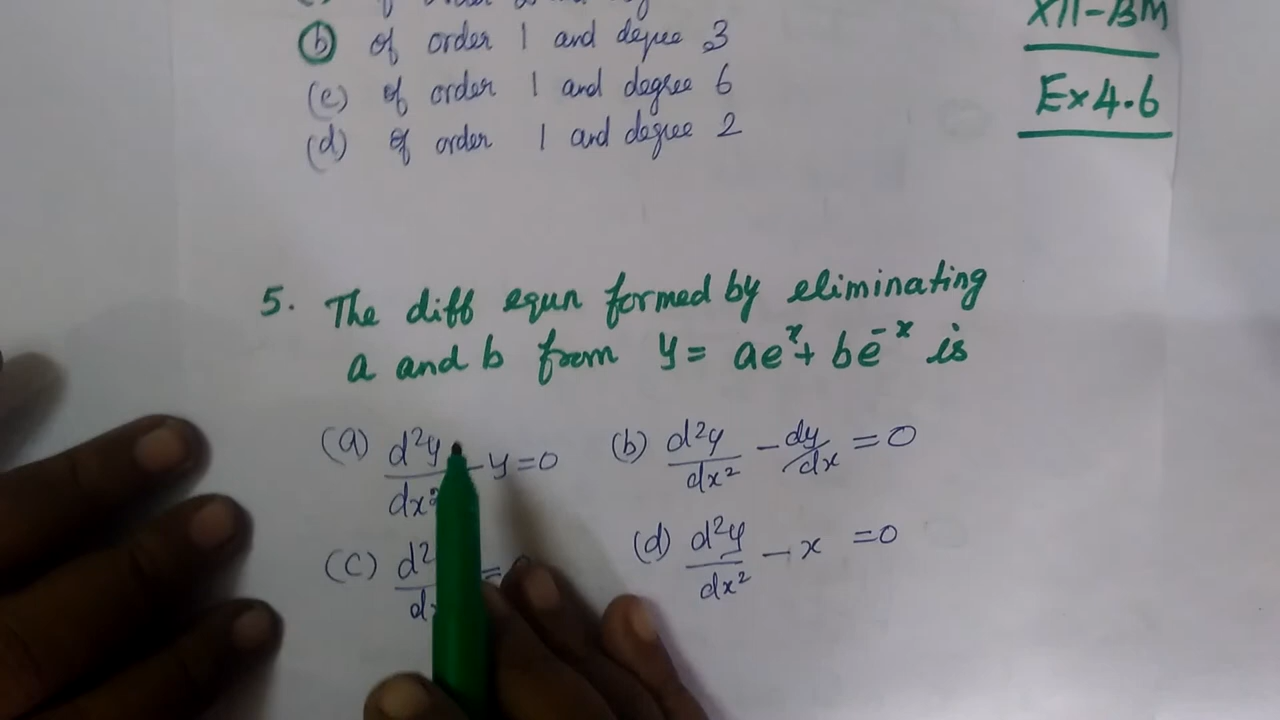 XII-BM
(b) of order 1 and degree 3
Ex 4.6
(c) of order 1 and degree 6
(d) of order 1 and degree 2
5. The diff equn formed by eliminating
a and b from y = ae^x + be^-x is
(a) d²y/dx² - y = 0 (b) d²y/dx² - dy/dx = 0
(c) d² = 0 (d) d²y/dx² - x = 0